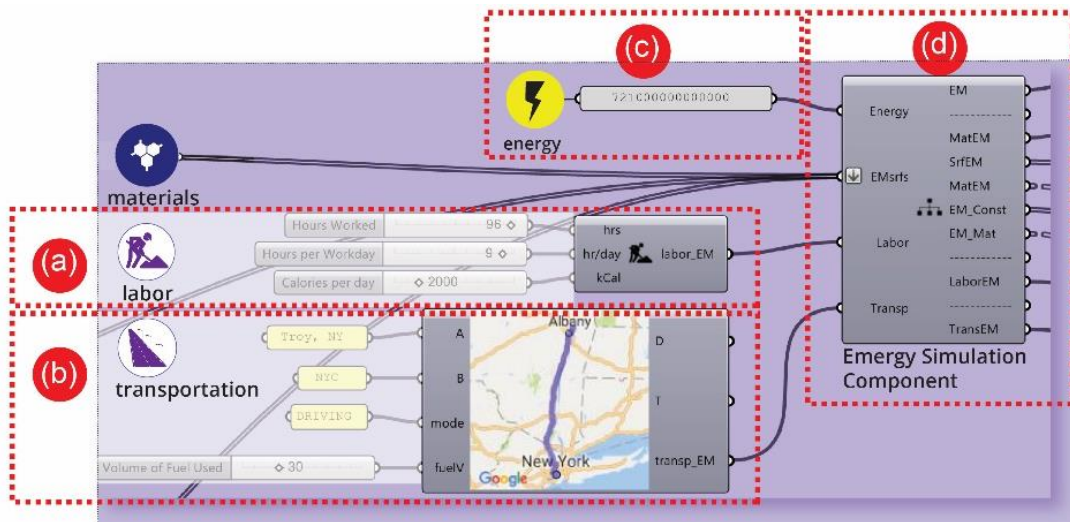 (c)
(d)
energy
721000000000000
Energy
EMsrfs
Labor
Transp
EM
MatEM
SrfEM
MatEM
EM_Const
EM_Mat
LaborEM
TransEM
Emergy Simulation
Component
materials
(a)
labor
Hours Worked 96
Hours per Workday 9
Calories per day 2000
hrs
hr/day
kCal
labor_EM
(b)
transportation
Troy, NY
NYC
DRIVING
Volume of Fuel Used 30
A
B
mode
fuelV
Albany
New York
Google
D
T
transp_EM